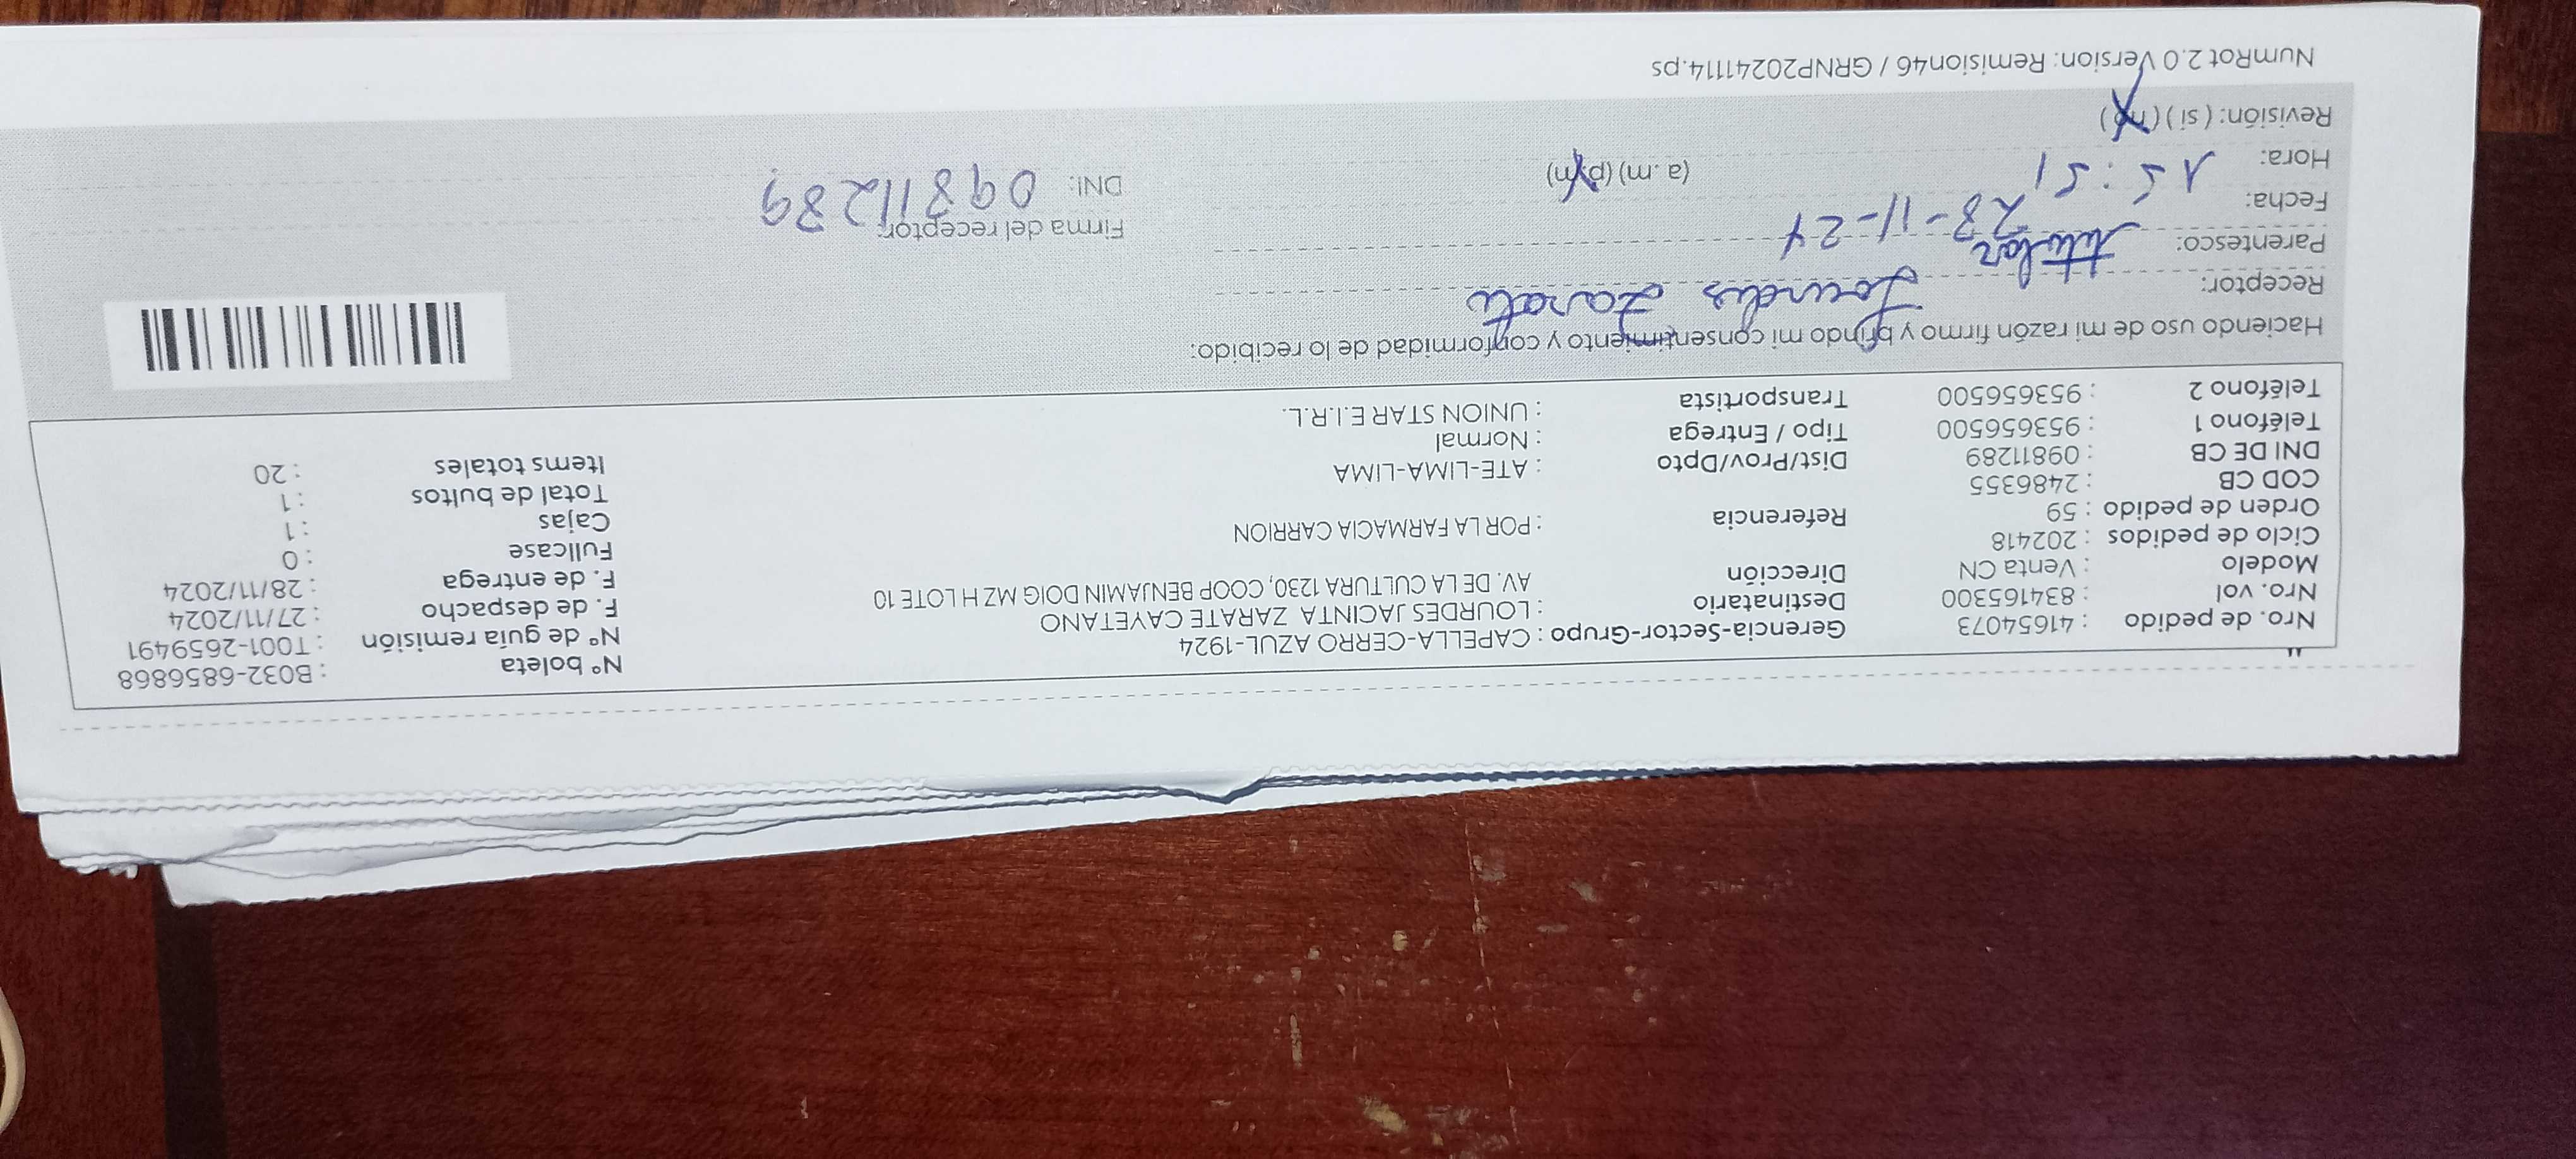 Nro. de pedido : 41654073 Gerencia-Sector-Grupo : CAPELLA-CERRO AZUL-1924 N° boleta : B032-6856868
Nro. vol : 834165300 Destinatario : LOURDES JACINTA ZARATE CAYETANO N° de guía remisión : T001-2659491
Modelo : Venta CN Dirección AV. DE LA CULTURA 1230, COOP BENJAMIN DOIG MZ H LOTE 10 F. de despacho : 27/11/2024
Ciclo de pedidos : 202418 F. de entrega : 28/11/2024
Orden de pedido : 59 Referencia : POR LA FARMACIA CARRION Fullcase : 0
COD CB : 2486355 Cajas : 1
DNI DE CB : 09811289 Dist/Prov/Dpto : ATE-LIMA-LIMA Total de bultos : 1
Teléfono 1 : 953656500 Tipo / Entrega : Normal Items totales : 20
Teléfono 2 : 953656500 Transportista : UNION STAR E.I.R.L.
Haciendo uso de mi razón firmo y brindo mi consentimiento y conformidad de lo recibido:
Receptor: Lourdes Zarate
Parentesco: titular
Fecha: 28-11-24 Firma del receptor:
Hora: 15:51 (a.m) (p.m) DNI: 09811289
Revisión: (si) (no)
NumRot 2.0 Version: Remision46 / GRNP20241114.ps